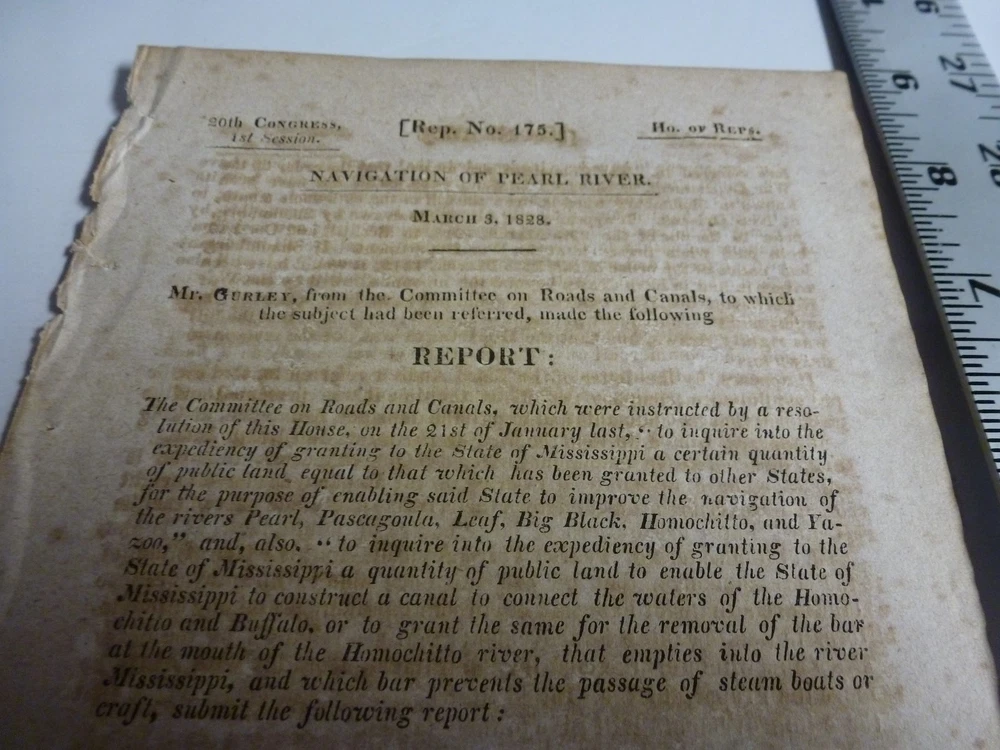 20th Congress, [Rep. No. 175.] Ho. of Reps.
1st Session.
NAVIGATION OF PEARL RIVER.
March 3, 1828.
Mr. Gurley, from the Committee on Roads and Canals, to which
the subject had been referred, made the following
REPORT:
The Committee on Roads and Canals, which were instructed by a reso-
lution of this House, on the 21st of January last, "to inquire into the
expediency of granting to the State of Mississippi a certain quantity
of public land equal to that which has been granted to other States,
for the purpose of enabling said State to improve the navigation of
the rivers Pearl, Pascagoula, Leaf, Big Black, Homochitto, and Ya-
zoo," and, also, "to inquire into the expediency of granting to the
State of Mississippi a quantity of public land to enable the State of
Mississippi to construct a canal to connect the waters of the Homo-
chitto and Buffalo, or to grant the same for the removal of the bar
at the mouth of the Homochitto river, that empties into the river
Mississippi, and which bar prevents the passage of steam boats or
craft, submit the following report:
9
8
7
27